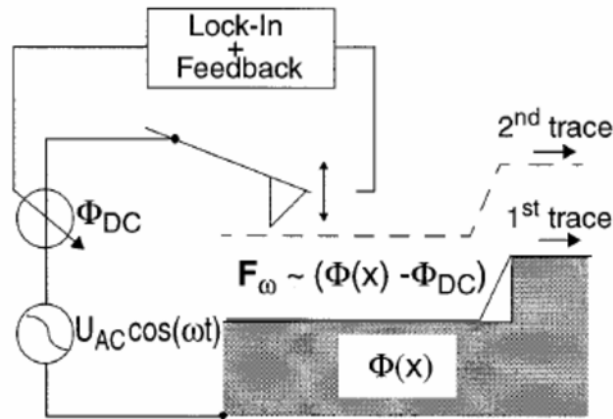 Lock-In
+
Feedback
2nd trace
ΦDC
1st trace
Fω ~ (Φ(x) -ΦDC)
UACcos(ωt)
Φ(x)